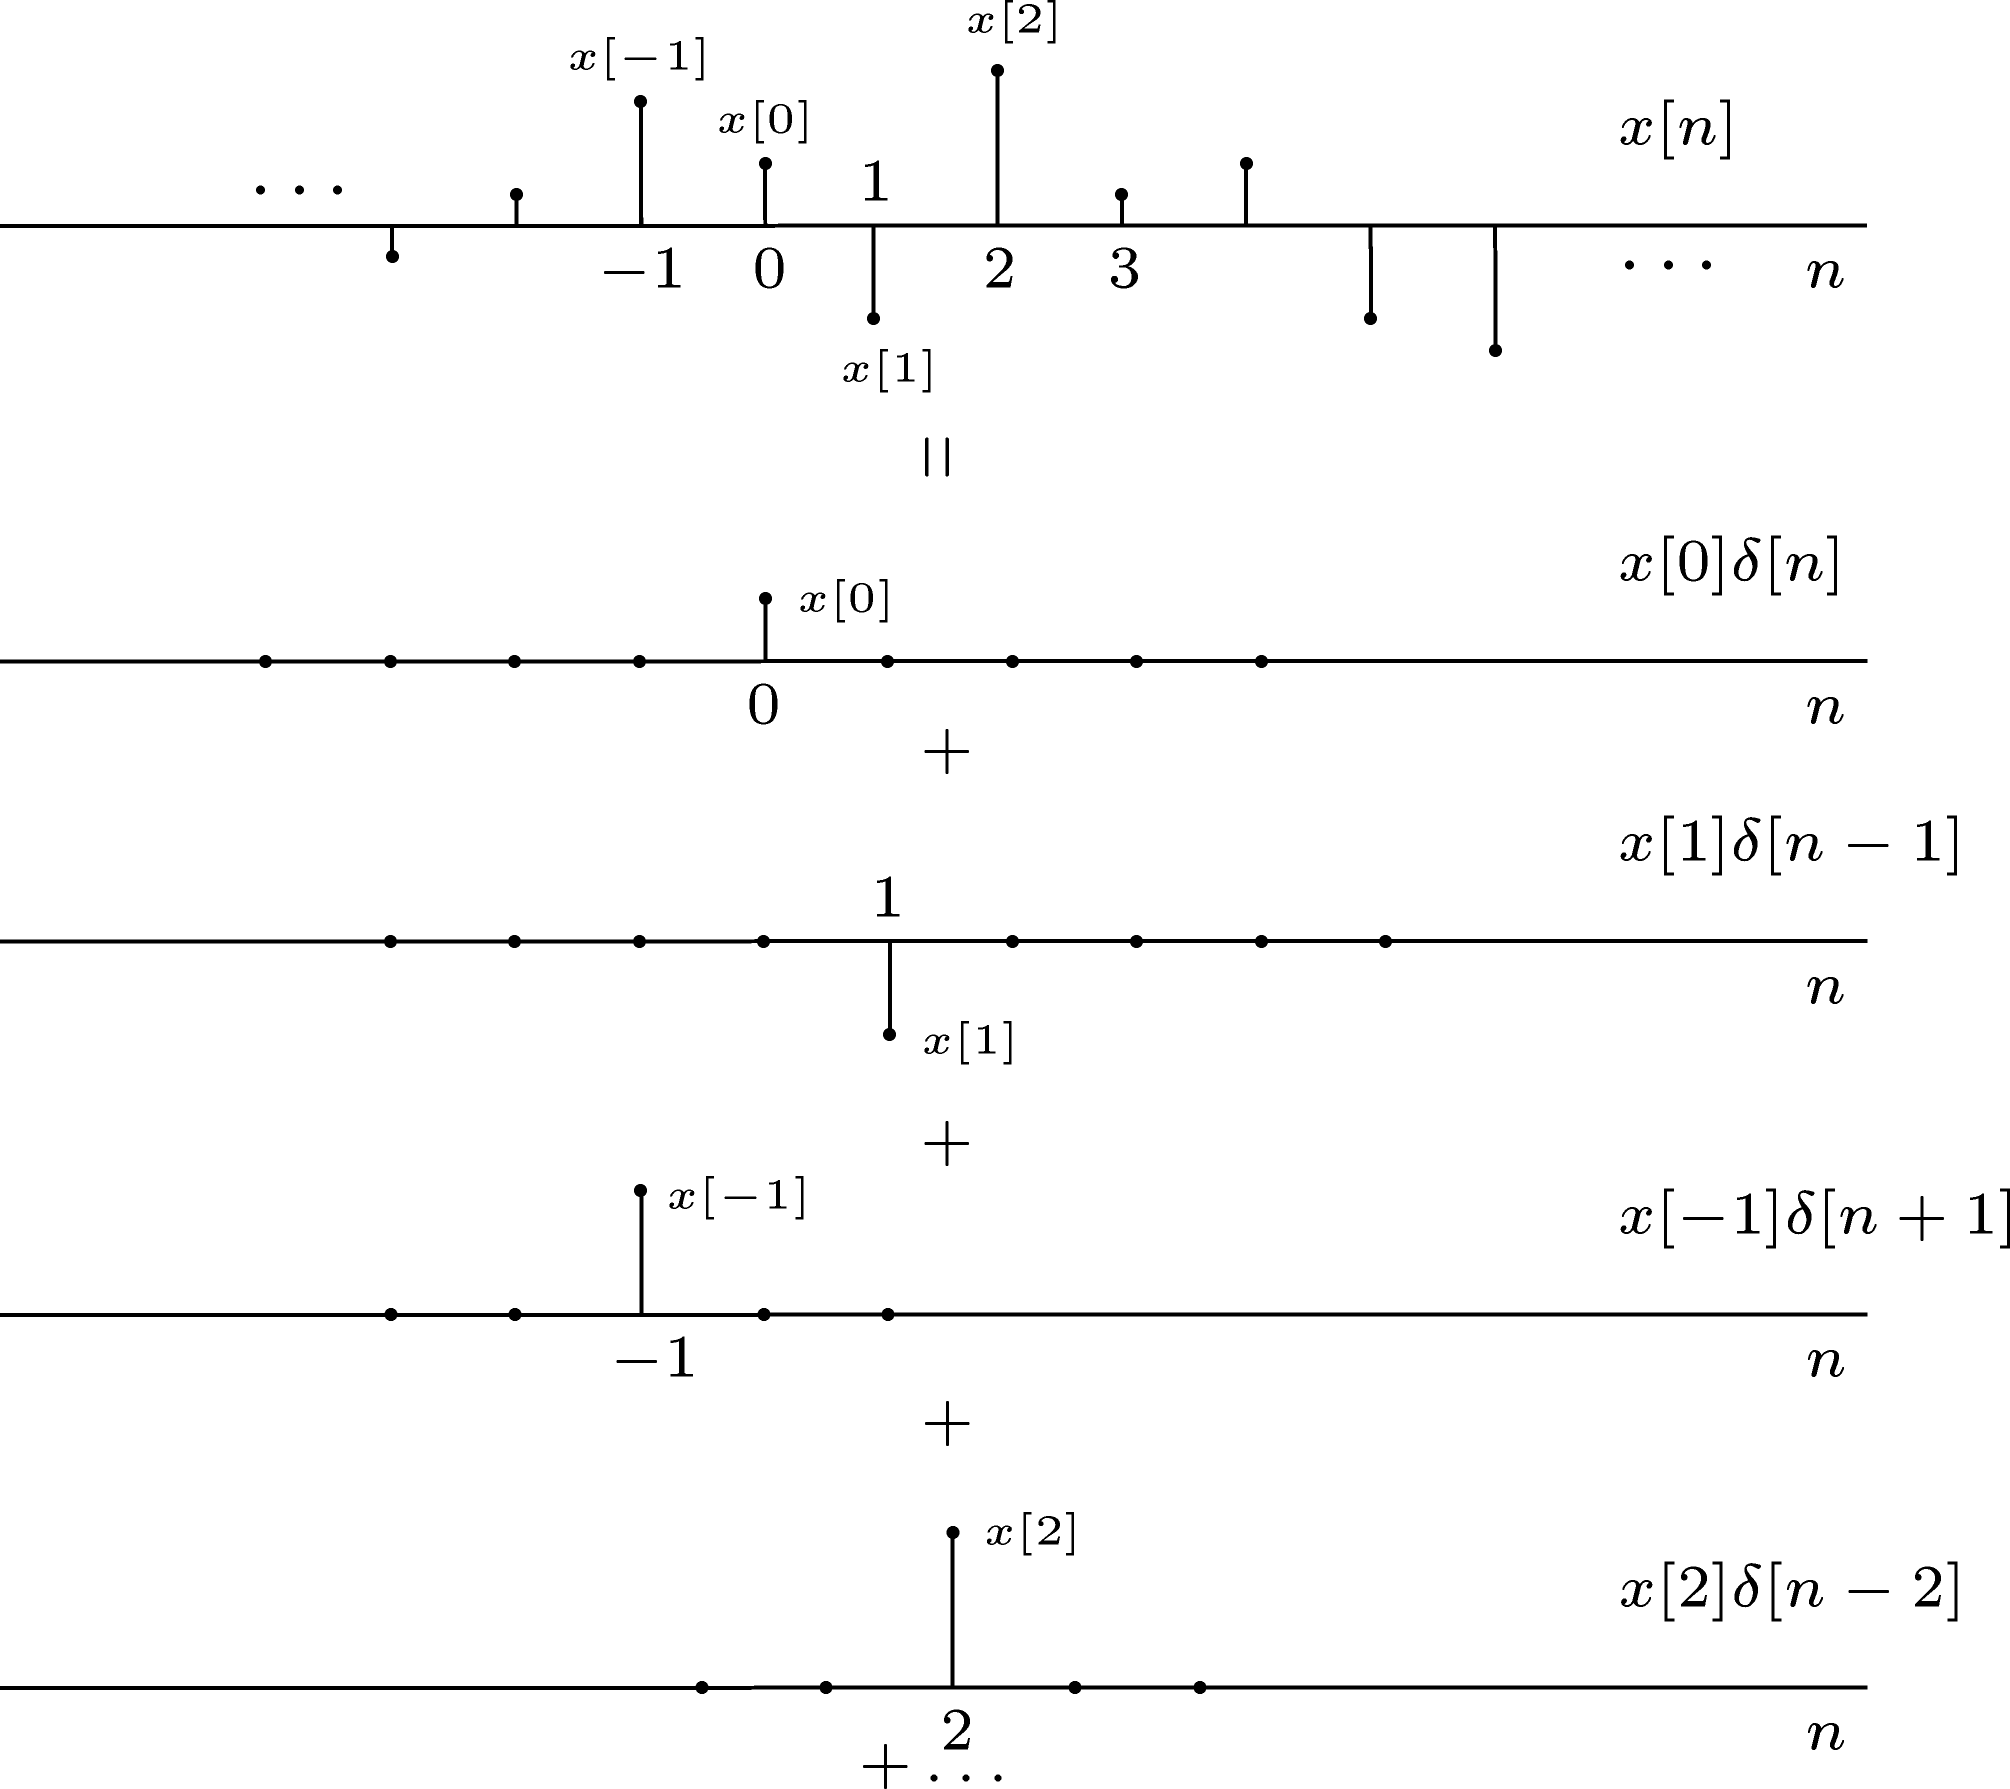 x[2]
x[−1]
x[0]
x[n]
1
· · ·
−1 0 2 3 · · · n
x[1]
=
x[0]δ[n]
x[0]
0 n
+
x[1]δ[n − 1]
1
n
x[1]
+
x[−1] x[−1]δ[n + 1]
−1 n
+
x[2]
x[2]δ[n − 2]
2 n
+ · · ·